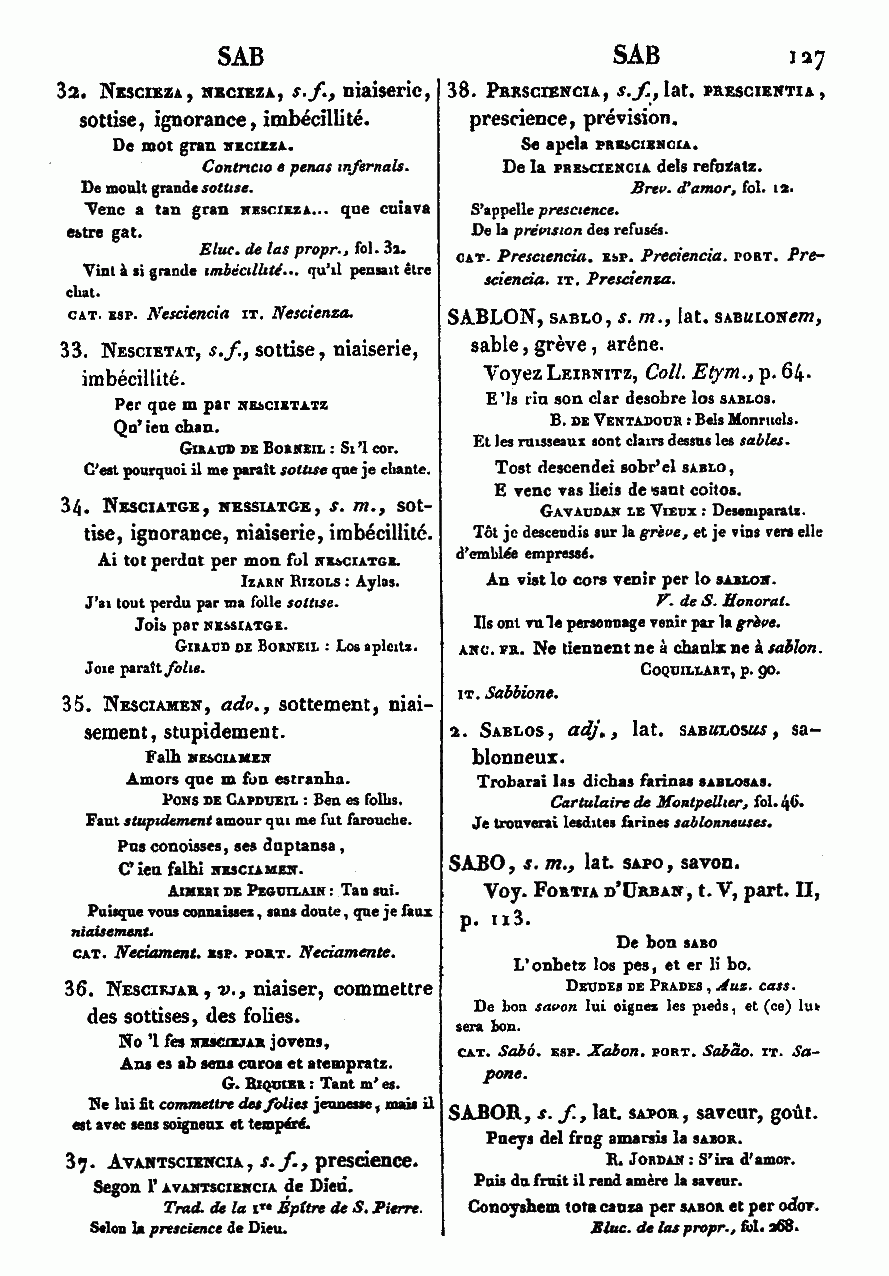 SAB
SAB
127
32. Nescieza, necieza, s. f., niaiserie,
sottise, ignorance, imbécillité.
De mot gran necieza.
Contricio e penas infernals.
De moult grande sottise.
Venc a tan gran nescieza... que cuiava
estre gat.
Eluc. de las propr., fol. 32.
Vint à si grande imbécillité... qu'il pensait être
chat.
cat. esp. Nesciencia it. Nescienza.
33. Nescietat, s. f., sottise, niaiserie,
imbécillité.
Per que m par nescietatz
Qu'ieu chan.
Giraud de Borneil : Si'l cor.
C'est pourquoi il me paraît sottise que je chante.
34. Nesciatge, nessiatge, s. m., sot-
tise, ignorance, niaiserie, imbécillité.
Ai tot perdut per mon fol nesciatge.
Izarn Rizols : Aylas.
J'ai tout perdu par ma folle sottise.
Jois par nessiatge.
Giraud de Borneil : Los apleitz.
Joie paraît folie.
35. Nesciamen, adv., sottement, niai-
sement, stupidement.
Falh nesciamen
Amors que m fon estranha.
Pons de Capdueil : Ben es folhs.
Faut stupidement amour qui me fut farouche.
Pus conoisses, ses duptansa,
C'ieu falhi nesciamen.
Aimeri de Peguilain : Tan sui.
Puisque vous connaissez, sans doute, que je faux
niaisement.
cat. Neciament. esp. port. Neciamente.
36. Nesciejar, v., niaiser, commettre
des sottises, des folies.
No 'l fes nesciejar jovens,
Ans es ab sens curos et atempratz.
G. Riquier : Tant m'es.
Ne lui fit commettre des folies jeunesse, mais il
est avec sens soigneux et tempéré.
37. Avantsciencia, s. f., prescience.
Segon l'avantsciencia de Dieu.
Trad. de la 1re Épître de S. Pierre.
Selon la prescience de Dieu.
38. Presciencia, s. f., lat. prescientia,
prescience, prévision.
Se apela presciencia.
De la presciencia dels refuzatz.
Brev. d'amor, fol. 12.
S'appelle prescience.
De la prévision des refusés.
cat. Presciencia. esp. Preciencia. port. Pre-
sciencia. it. Prescienza.
SABLON, sablo, s. m., lat. sabulonem,
sable, grève, arène.
Voyez Leibnitz, Coll. Etym., p. 64.
E 'ls riu son clar desobre los sablos.
B. de Ventadour : Bels Monruels.
Et les ruisseaux sont clairs dessus les sables.
Tost descendei sobr'el sablo,
E venc vas lieis de saut coitos.
Gavaudan le Vieux : Desemparatz.
Tôt je descendis sur la grève, et je vins vers elle
d'emblée empressé.
An vist lo cors venir per lo sablon.
V. de S. Honorat.
Ils ont vu le personnage venir par la grève.
anc. fr. Ne tiennent ne à chaulx ne à sablon.
Coquillart, p. 90.
it. Sabbione.
2. Sablos, adj., lat. sabulosus, sa-
blonneux.
Trobarai las dichas farinas sablosas.
Cartulaire de Montpellier, fol. 46.
Je trouverai lesdites farines sablonneuses.
SABO, s. m., lat. sapo, savon.
Voy. Fortia d'Urban, t. V, part. II,
p. 113.
De bon sabo
L'onhetz los pes, et er li bo.
Deudes de Prades, Auz. cass.
De bon savon lui oignez les pieds, et (ce) lui
sera bon.
cat. Sabó. esp. Xabon. port. Sabão. it. Sa-
pone.
SABOR, s. f., lat. sapor, saveur, goût.
Pueys del frug amarsis la sabor.
R. Jordan : S'ira d'amor.
Puis du fruit il rend amère la saveur.
Conoyshem tota causa per sabor et per odor.
Eluc. de las propr., fol. 268.